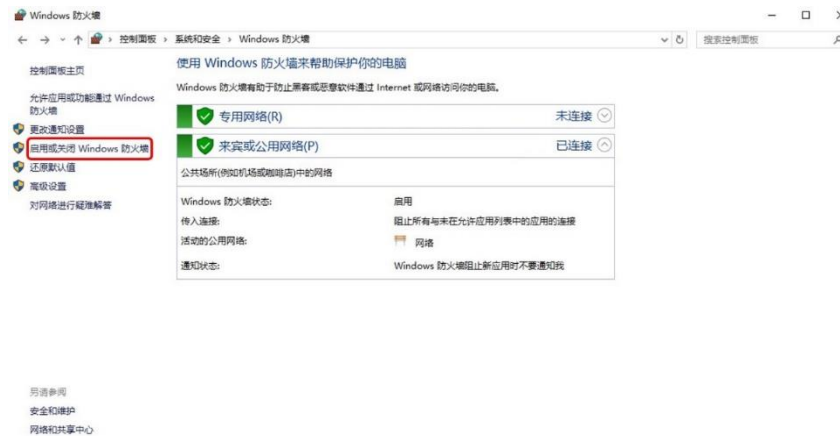 Windows 防火墙
控制面板 › 系统和安全 › Windows 防火墙
搜索控制面板
控制面板主页
允许应用或功能通过 Windows
防火墙
更改通知设置
启用或关闭 Windows 防火墙
还原默认值
高级设置
对网络进行疑难解答
使用 Windows 防火墙来帮助保护你的电脑
Windows 防火墙有助于防止黑客或恶意软件通过 Internet 或网络访问你的电脑。
专用网络(R) 未连接
来宾或公用网络(P) 已连接
公共场所(例如机场或咖啡店)中的网络
Windows 防火墙状态: 启用
传入连接: 阻止所有与未在允许应用列表中的应用的连接
活动的公用网络: 网络
通知状态: Windows 防火墙阻止新应用时不要通知我
另请参阅
安全和维护
网络和共享中心